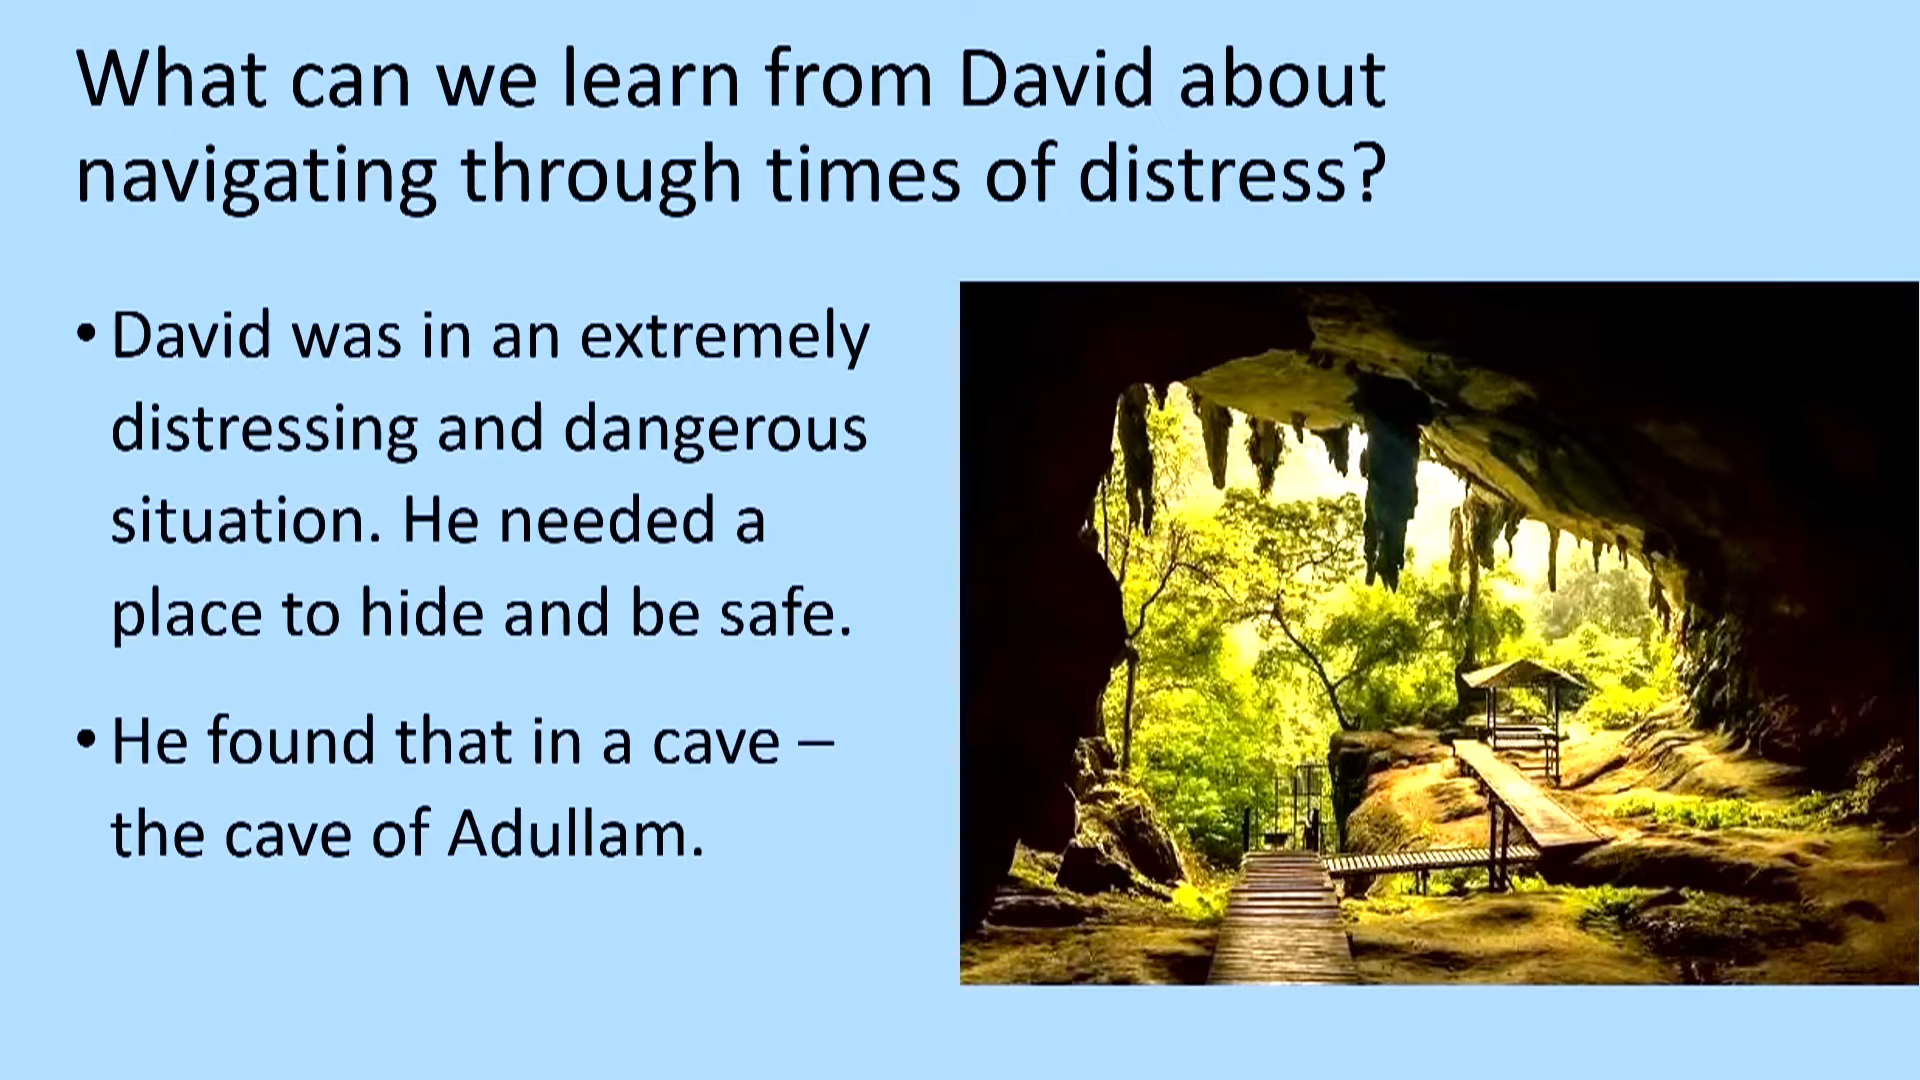 What can we learn from David about
navigating through times of distress?
• David was in an extremely
distressing and dangerous
situation. He needed a
place to hide and be safe.
• He found that in a cave –
the cave of Adullam.